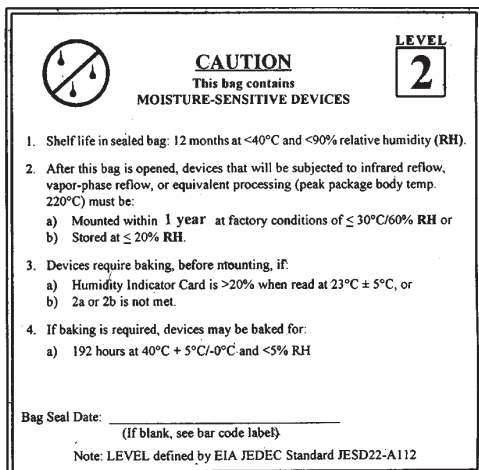 LEVEL
2
CAUTION
This bag contains
MOISTURE-SENSITIVE DEVICES
1. Shelf life in sealed bag: 12 months at <40°C and <90% relative humidity (RH).
2. After this bag is opened, devices that will be subjected to infrared reflow,
vapor-phase reflow, or equivalent processing (peak package body temp.
220°C) must be:
a) Mounted within 1 year at factory conditions of ≤ 30°C/60% RH or
b) Stored at ≤ 20% RH.
3. Devices require baking, before mounting, if:
a) Humidity Indicator Card is >20% when read at 23°C ± 5°C, or
b) 2a or 2b is not met.
4. If baking is required, devices may be baked for:
a) 192 hours at 40°C + 5°C/-0°C and <5% RH
Bag Seal Date: ____________________
(If blank, see bar code label)
Note: LEVEL defined by EIA JEDEC Standard JESD22-A112